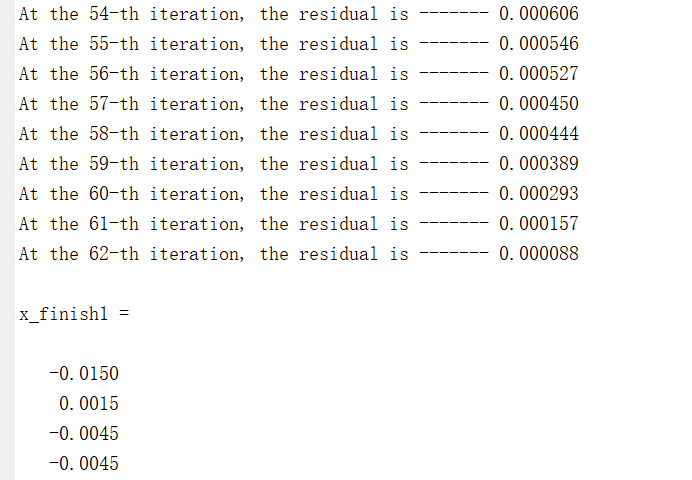 At the 54-th iteration, the residual is ------- 0.000606
At the 55-th iteration, the residual is ------- 0.000546
At the 56-th iteration, the residual is ------- 0.000527
At the 57-th iteration, the residual is ------- 0.000450
At the 58-th iteration, the residual is ------- 0.000444
At the 59-th iteration, the residual is ------- 0.000389
At the 60-th iteration, the residual is ------- 0.000293
At the 61-th iteration, the residual is ------- 0.000157
At the 62-th iteration, the residual is ------- 0.000088
x_finish1 =
-0.0150
0.0015
-0.0045
-0.0045